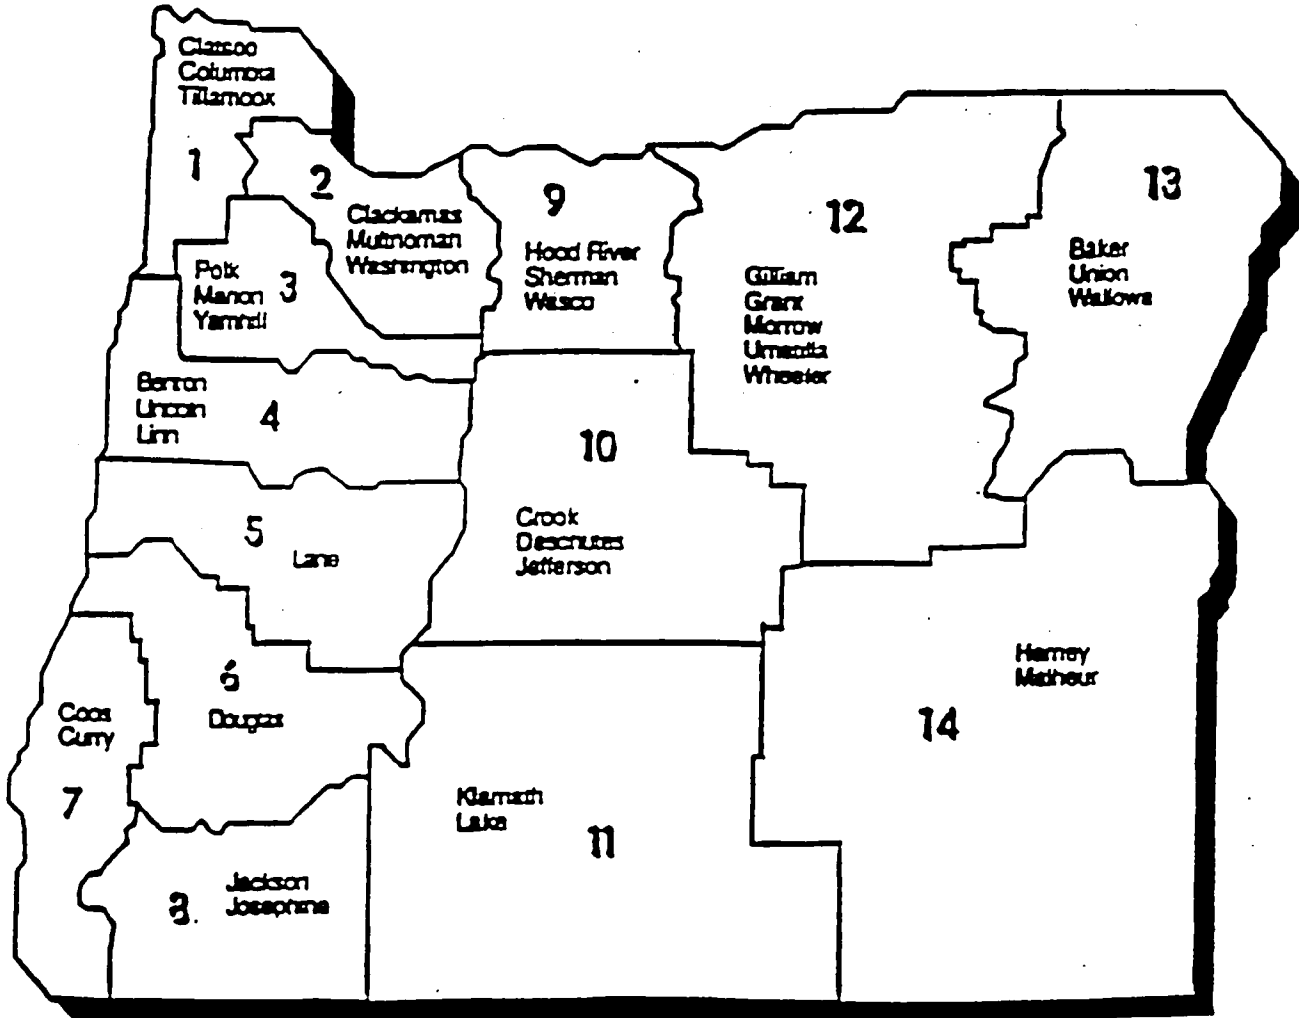 Clatsop
Columbia
Tillamook
1
2
Clackamas
Multnomah
Washington
Polk
Marion
Yamhill
3
9
Hood River
Sherman
Wasco
12
Gilliam
Grant
Morrow
Umatilla
Wheeler
13
Baker
Union
Wallowa
Benton
Lincoln
Linn
4
10
Crook
Deschutes
Jefferson
5
Lane
6
Douglas
Coos
Curry
7
Jackson
Josephine
8.
Klamath
Lake
11
Harney
Malheur
14